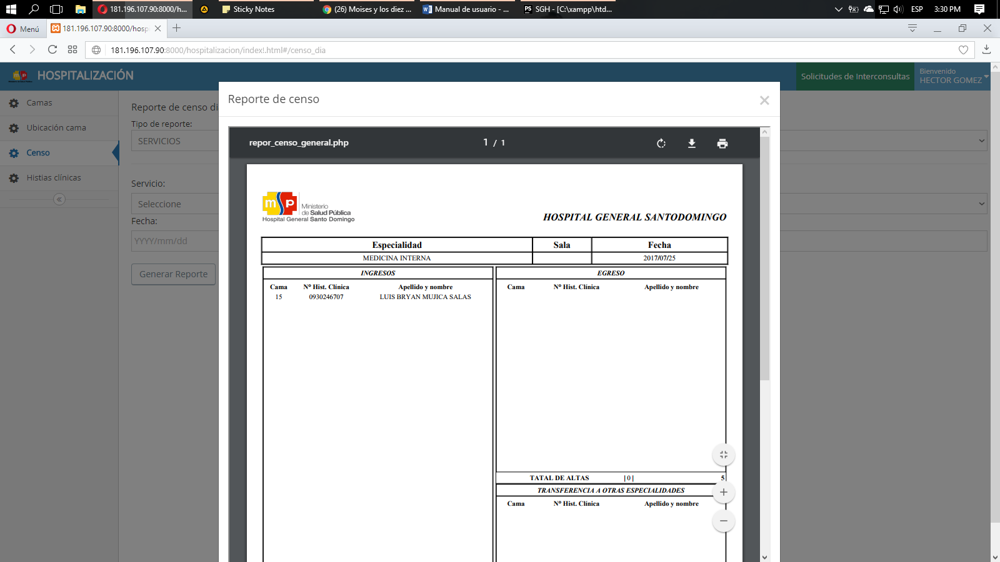 181.196.107.90:8000/h...
Sticky Notes
(26) Moises y los diez ...
Manual de usuario - ...
SGH - [C:\xampp\htd...
ESP
3:30 PM
Menú
181.196.107.90:8000/hosp
181.196.107.90:8000/hospitalizacion/index!.html#/censo_dia
HOSPITALIZACIÓN
Solicitudes de Interconsultas
Bienvenido
HECTOR GOMEZ
Camas
Ubicación cama
Censo
Histias clínicas
Reporte de censo di
Tipo de reporte:
SERVICIOS
Servicio:
Seleccione
Fecha:
YYYY/mm/dd
Generar Reporte
Reporte de censo
repor_censo_general.php
1 / 1
msp
Ministerio
de Salud Pública
Hospital General Santo Domingo
HOSPITAL GENERAL SANTODOMINGO
Especialidad Sala Fecha
MEDICINA INTERNA 2017/07/25
INGRESOS
Cama Nº Hist. Clínica Apellido y nombre
15 0930246707 LUIS BRYAN MUJICA SALAS
EGRESO
Cama Nº Hist. Clínica Apellido y nombre
TATAL DE ALTAS |0| 5
TRANSFERENCIA A OTRAS ESPECIALIDADES
Cama Nº Hist. Clínica Apellido y nombre